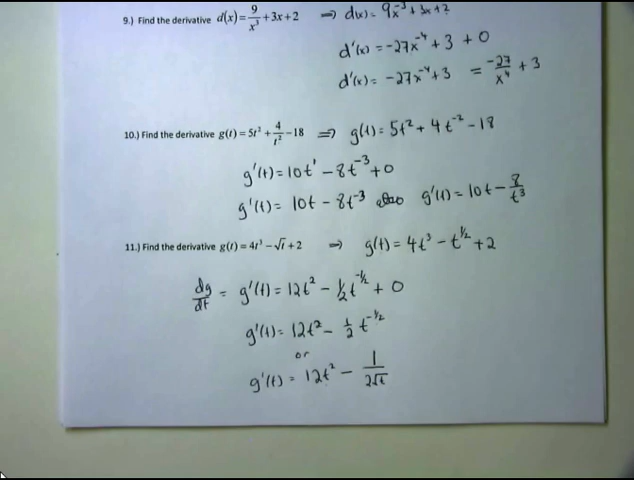 9.) Find the derivative d(x) = 9/x³ + 3x + 2 ⇒ d(x) = 9x⁻³ + 3x + 2
d'(x) = -27x⁻⁴ + 3 + 0
d'(x) = -27x⁻⁴ + 3 = -27/x⁴ + 3
10.) Find the derivative g(t) = 5t² + 4/t² - 18 ⇒ g(t) = 5t² + 4t⁻² - 18
g'(t) = 10t' - 8t⁻³ + 0
g'(t) = 10t - 8t⁻³ g'(t) = 10t - 8/t³
11.) Find the derivative g(t) = 4t³ - √t + 2 ⇒ g(t) = 4t³ - t^½ + 2
dg/dt = g'(t) = 12t² - ½t^-½ + 0
g'(t) = 12t² - ½ t^-½
or
g'(t) = 12t² - 1/2√t